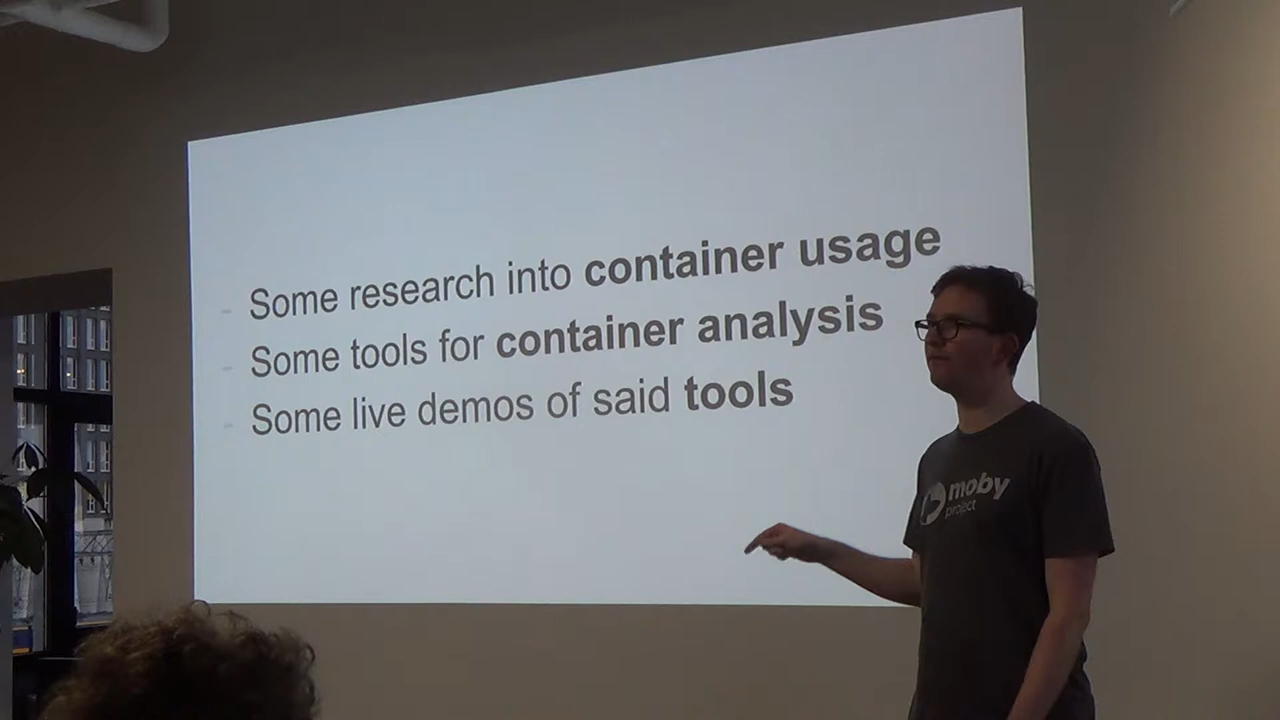 - Some research into container usage
- Some tools for container analysis
- Some live demos of said tools
moby
project